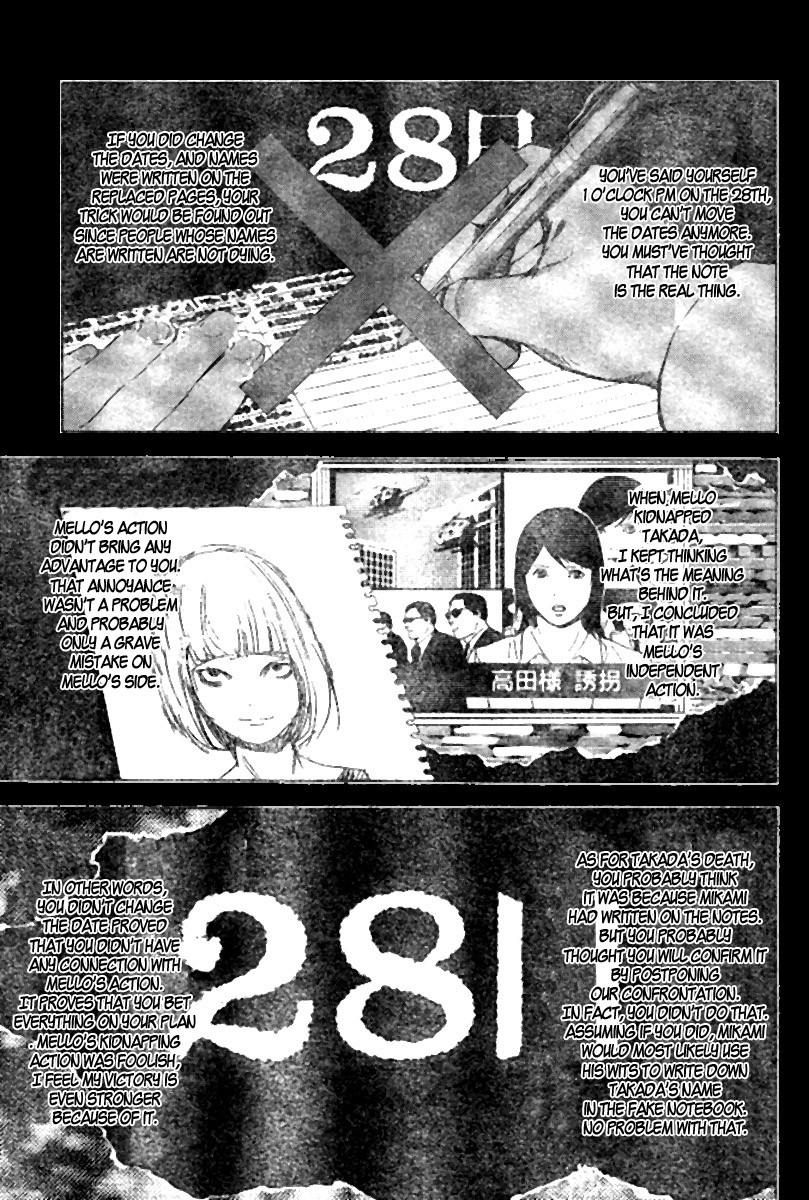 28日
YOU'VE SAID YOURSELF
1 O'CLOCK PM ON THE 28TH,
YOU CAN'T MOVE
THE DATES ANYMORE.
YOU MUST'VE THOUGHT
THAT THE NOTE
IS THE REAL THING.
IF YOU DID CHANGE
THE DATES, AND NAMES
WERE WRITTEN ON THE
REPLACED PAGES, YOUR
TRICK WOULD BE FOUND OUT
SINCE PEOPLE WHOSE NAMES
ARE WRITTEN ARE NOT DYING.
WHEN MELLO
KIDNAPPED
TAKADA,
I KEPT THINKING
WHAT'S THE MEANING
BEHIND IT.
BUT, I CONCLUDED
THAT IT WAS
MELLO'S
INDEPENDENT
ACTION.
高田様 誘拐
MELLO'S ACTION
DIDN'T BRING ANY
ADVANTAGE TO YOU.
THAT ANNOYANCE
WASN'T A PROBLEM
AND PROBABLY
ONLY A GRAVE
MISTAKE ON
MELLO'S SIDE.
AS FOR TAKADA'S DEATH,
YOU PROBABLY THINK
IT WAS BECAUSE MIKAMI
HAD WRITTEN ON THE NOTES.
BUT YOU PROBABLY
THOUGHT YOU WILL CONFIRM IT
BY POSTPONING
OUR CONFRONTATION.
IN FACT, YOU DIDN'T DO THAT.
ASSUMING IF YOU DID, MIKAMI
WOULD MOST LIKELY USE
HIS WITS TO WRITE DOWN
TAKADA'S NAME
IN THE FAKE NOTEBOOK.
NO PROBLEM WITH THAT.
28
IN OTHER WORDS,
YOU DIDN'T CHANGE
THE DATE PROVED
THAT YOU DIDN'T HAVE
ANY CONNECTION WITH
MELLO'S ACTION.
IT PROVES THAT YOU BET
EVERYTHING ON YOUR PLAN
. MELLO'S KIDNAPPING
ACTION WAS FOOLISH,
I FEEL MY VICTORY IS
EVEN STRONGER
BECAUSE OF IT.